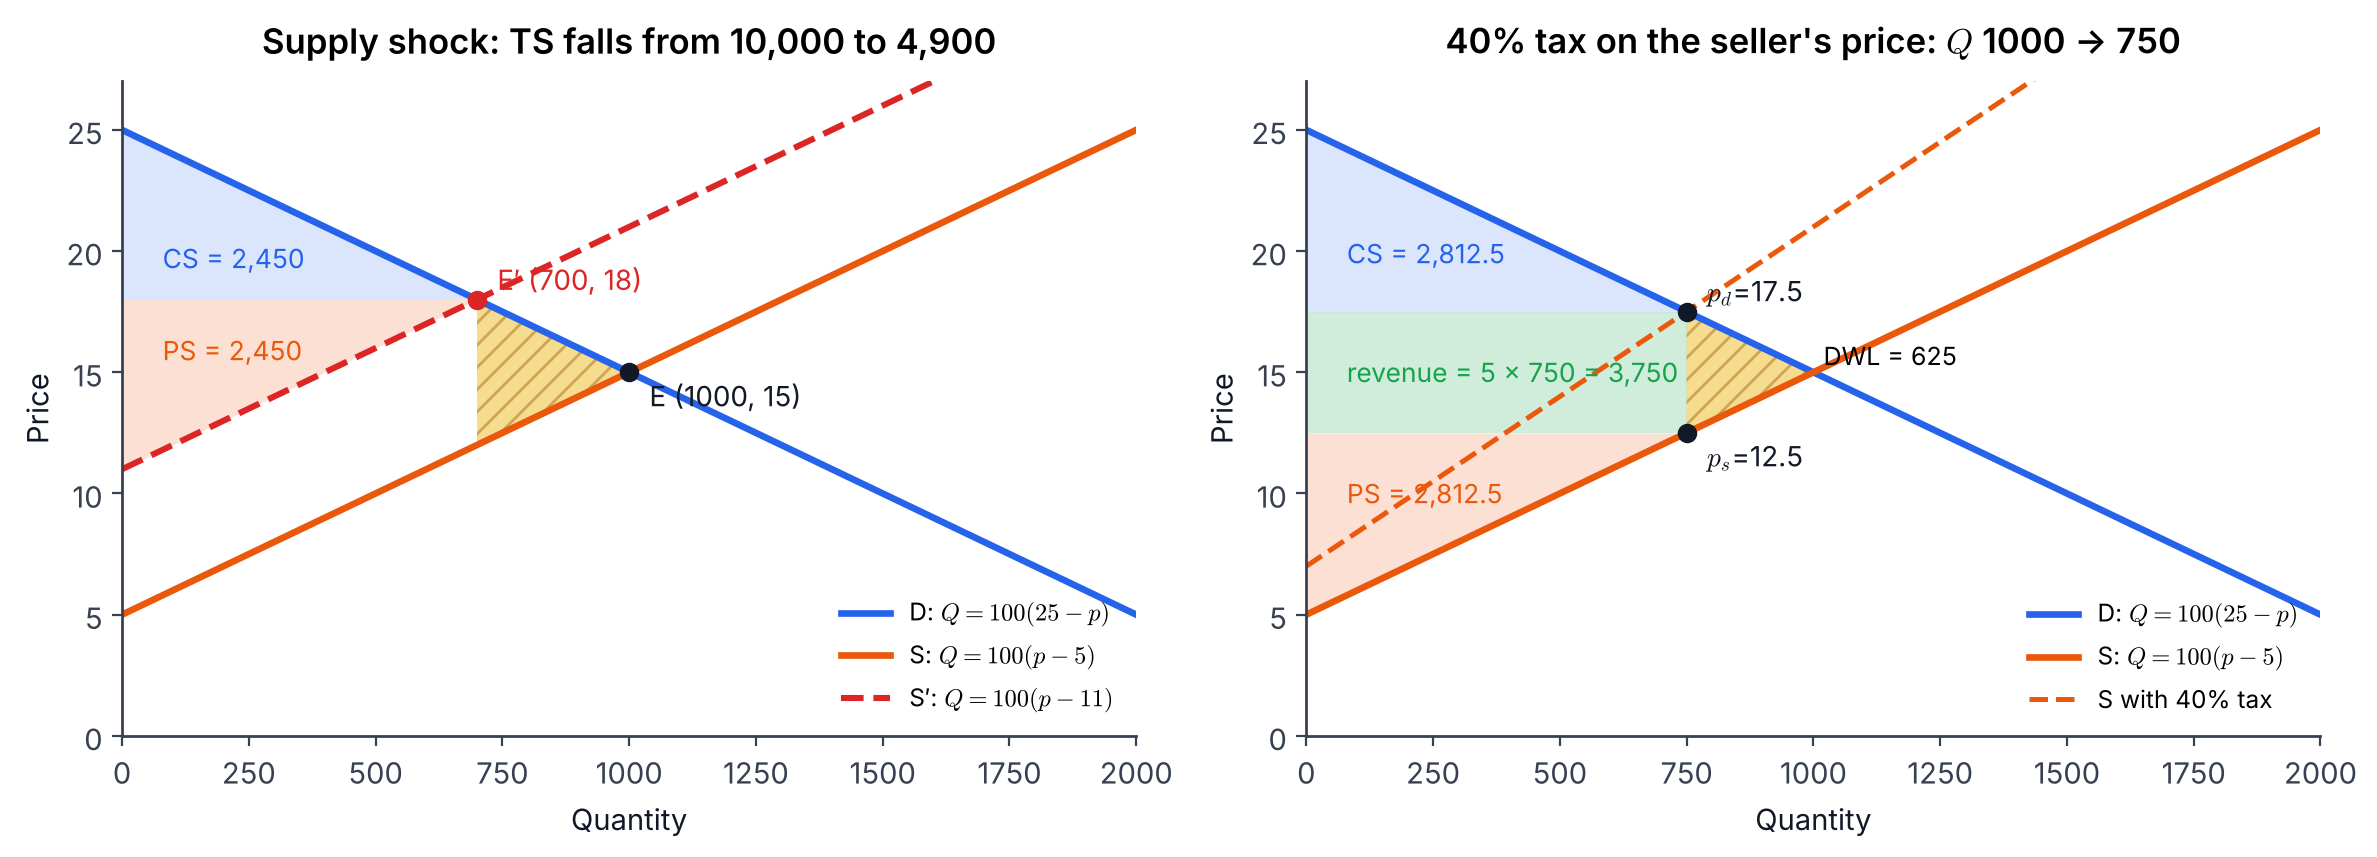 Supply shock: TS falls from 10,000 to 4,900
25
20
15
10
5
0
Price
CS = 2,450
PS = 2,450
E′ (700, 18)
E (1000, 15)
D: Q = 100(25 − p)
S: Q = 100(p − 5)
S′: Q = 100(p − 11)
0 250 500 750 1000 1250 1500 1750 2000
Quantity
40% tax on the seller's price: Q 1000 → 750
25
20
15
10
5
0
Price
CS = 2,812.5
p_d=17.5
DWL = 625
revenue = 5 × 750 = 3,750
p_s=12.5
PS = 2,812.5
D: Q = 100(25 − p)
S: Q = 100(p − 5)
S with 40% tax
0 250 500 750 1000 1250 1500 1750 2000
Quantity